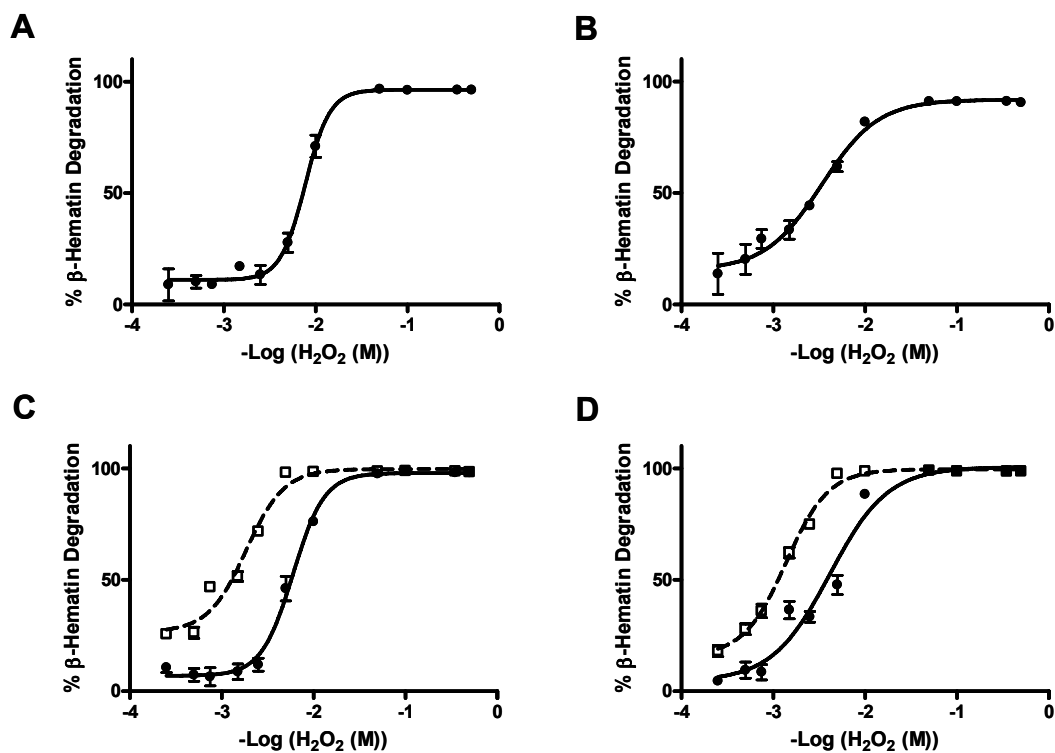 A
% β-Hematin Degradation
100
50
0
-4 -3 -2 -1 0
-Log (H₂O₂ (M))
B
% β-Hematin Degradation
100
50
0
-4 -3 -2 -1 0
-Log (H₂O₂ (M))
C
% β-Hematin Degradation
100
50
0
-4 -3 -2 -1 0
-Log (H₂O₂ (M))
D
% β-Hematin Degradation
100
50
0
-4 -3 -2 -1 0
-Log (H₂O₂ (M))